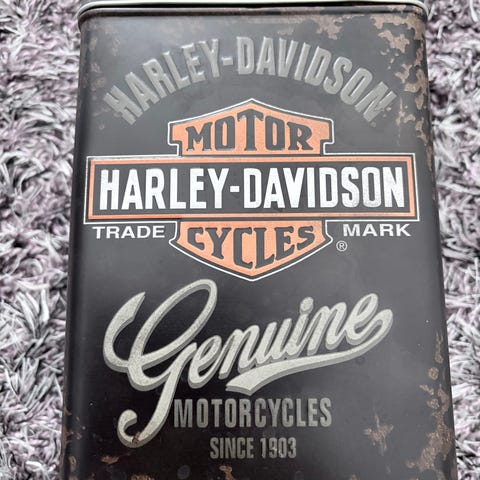 HARLEY-DAVIDSON
MOTOR
HARLEY-DAVIDSON
TRADE MARK
CYCLES
®
Genuine
MOTORCYCLES
SINCE 1903